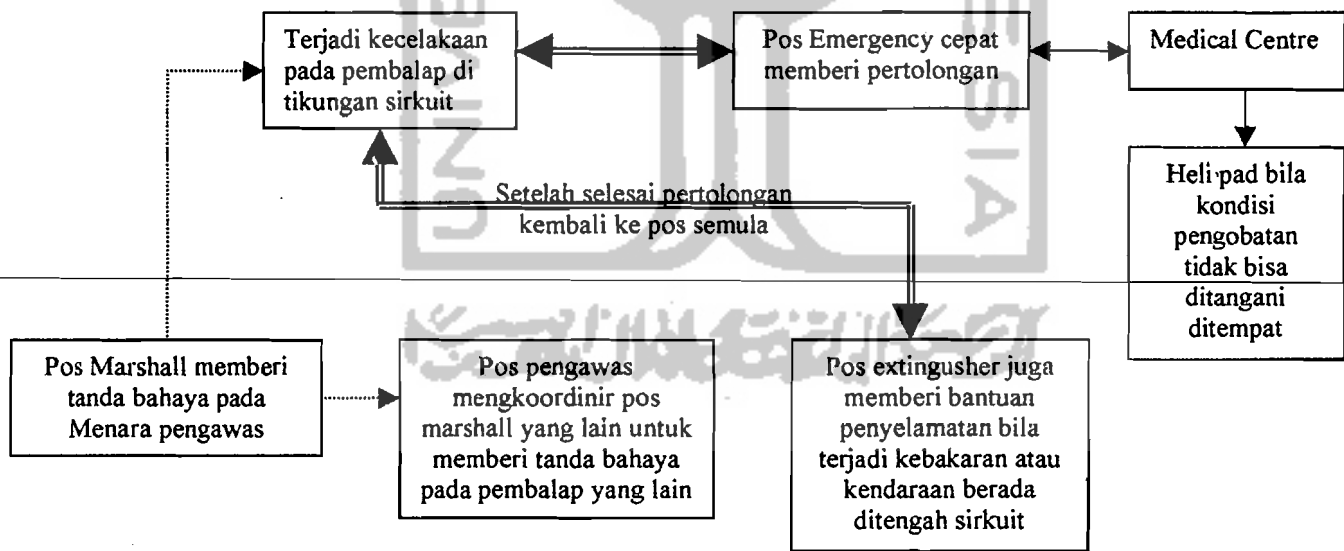 Terjadi kecelakaan
pada pembalap di
tikungan sirkuit
Pos Emergency cepat
memberi pertolongan
Medical Centre
Setelah selesai pertolongan
kembali ke pos semula
Helipad bila
kondisi
pengobatan
tidak bisa
ditangani
ditempat
Pos Marshall memberi
tanda bahaya pada
Menara pengawas
Pos pengawas
mengkoordinir pos
marshall yang lain untuk
memberi tanda bahaya
pada pembalap yang lain
Pos extingusher juga
memberi bantuan
penyelamatan bila
terjadi kebakaran atau
kendaraan berada
ditengah sirkuit